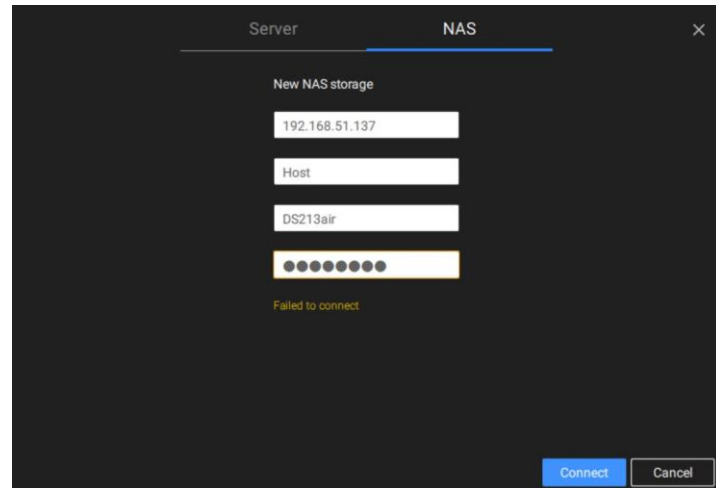 Server NAS
New NAS storage
192.168.51.137
Host
DS213air
●●●●●●●●
Failed to connect
Connect Cancel